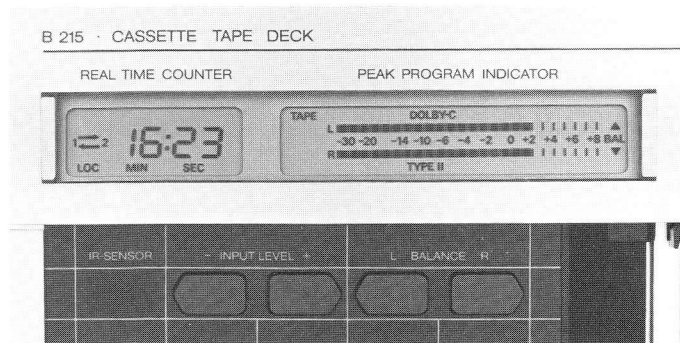 B 215 · CASSETTE TAPE DECK
REAL TIME COUNTER PEAK PROGRAM INDICATOR
TAPE DOLBY-C
L
1 2 16:23 -30 -20 -14 -10 -6 -4 -2 0 +2 +4 +6 +8 BAL
R
LOC MIN SEC TYPE II
IR-SENSOR - INPUT LEVEL + L BALANCE R